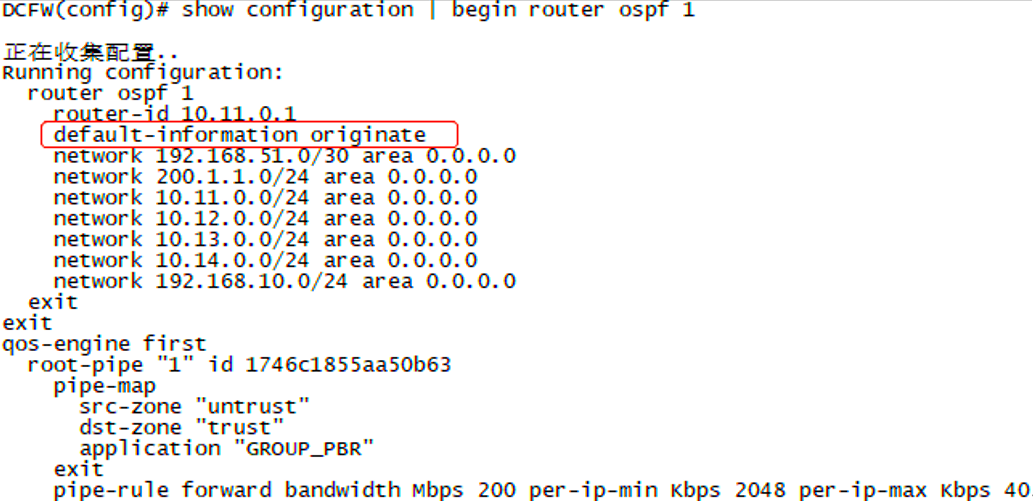 DCFW(config)# show configuration | begin router ospf 1
正在收集配置..
Running configuration:
router ospf 1
router-id 10.11.0.1
default-information originate
network 192.168.51.0/30 area 0.0.0.0
network 200.1.1.0/24 area 0.0.0.0
network 10.11.0.0/24 area 0.0.0.0
network 10.12.0.0/24 area 0.0.0.0
network 10.13.0.0/24 area 0.0.0.0
network 10.14.0.0/24 area 0.0.0.0
network 192.168.10.0/24 area 0.0.0.0
exit
exit
qos-engine first
root-pipe "1" id 1746c1855aa50b63
pipe-map
src-zone "untrust"
dst-zone "trust"
application "GROUP_PBR"
exit
pipe-rule forward bandwidth Mbps 200 per-ip-min Kbps 2048 per-ip-max Kbps 40